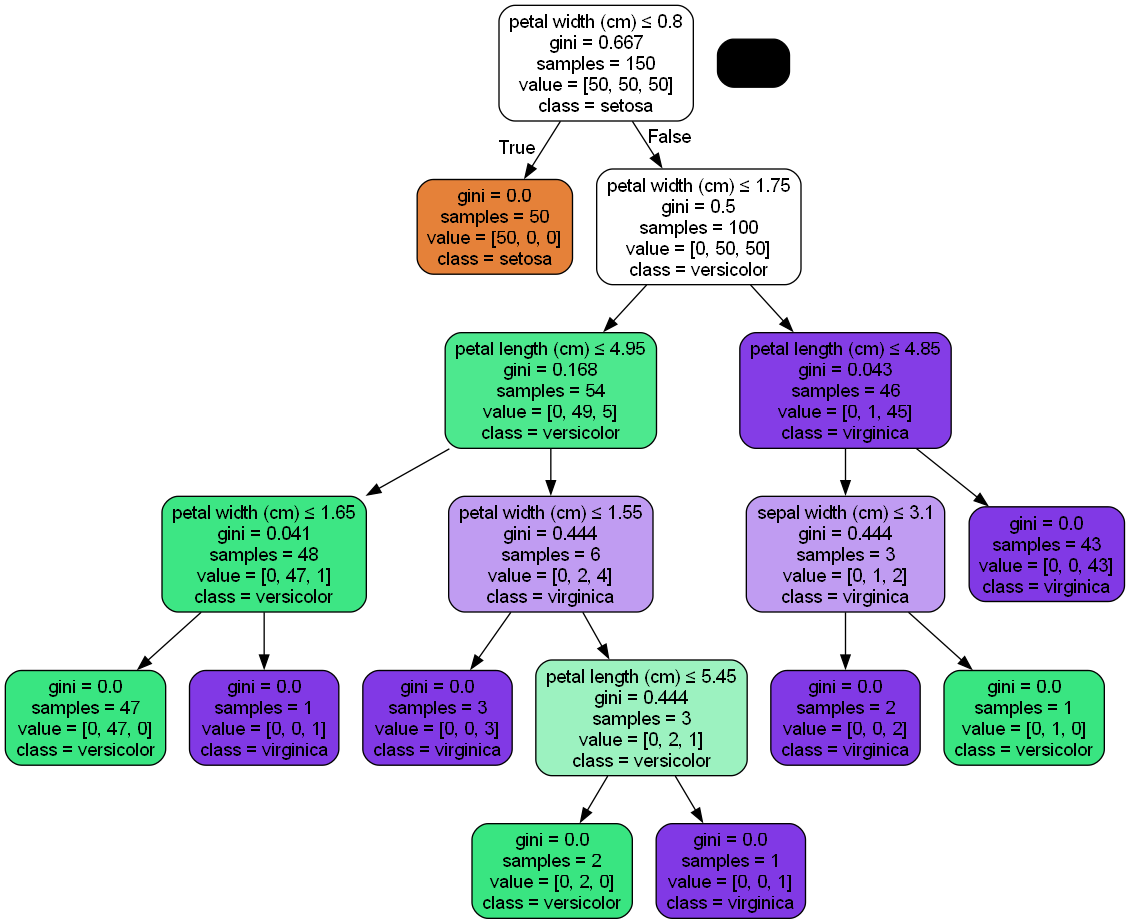 petal width (cm) ≤ 0.8
gini = 0.667
samples = 150
value = [50, 50, 50]
class = setosa
True
False
gini = 0.0
samples = 50
value = [50, 0, 0]
class = setosa
petal width (cm) ≤ 1.75
gini = 0.5
samples = 100
value = [0, 50, 50]
class = versicolor
petal length (cm) ≤ 4.95
gini = 0.168
samples = 54
value = [0, 49, 5]
class = versicolor
petal length (cm) ≤ 4.85
gini = 0.043
samples = 46
value = [0, 1, 45]
class = virginica
petal width (cm) ≤ 1.65
gini = 0.041
samples = 48
value = [0, 47, 1]
class = versicolor
petal width (cm) ≤ 1.55
gini = 0.444
samples = 6
value = [0, 2, 4]
class = virginica
sepal width (cm) ≤ 3.1
gini = 0.444
samples = 3
value = [0, 1, 2]
class = virginica
gini = 0.0
samples = 43
value = [0, 0, 43]
class = virginica
gini = 0.0
samples = 47
value = [0, 47, 0]
class = versicolor
gini = 0.0
samples = 1
value = [0, 0, 1]
class = virginica
gini = 0.0
samples = 3
value = [0, 0, 3]
class = virginica
petal length (cm) ≤ 5.45
gini = 0.444
samples = 3
value = [0, 2, 1]
class = versicolor
gini = 0.0
samples = 2
value = [0, 0, 2]
class = virginica
gini = 0.0
samples = 1
value = [0, 1, 0]
class = versicolor
gini = 0.0
samples = 2
value = [0, 2, 0]
class = versicolor
gini = 0.0
samples = 1
value = [0, 0, 1]
class = virginica